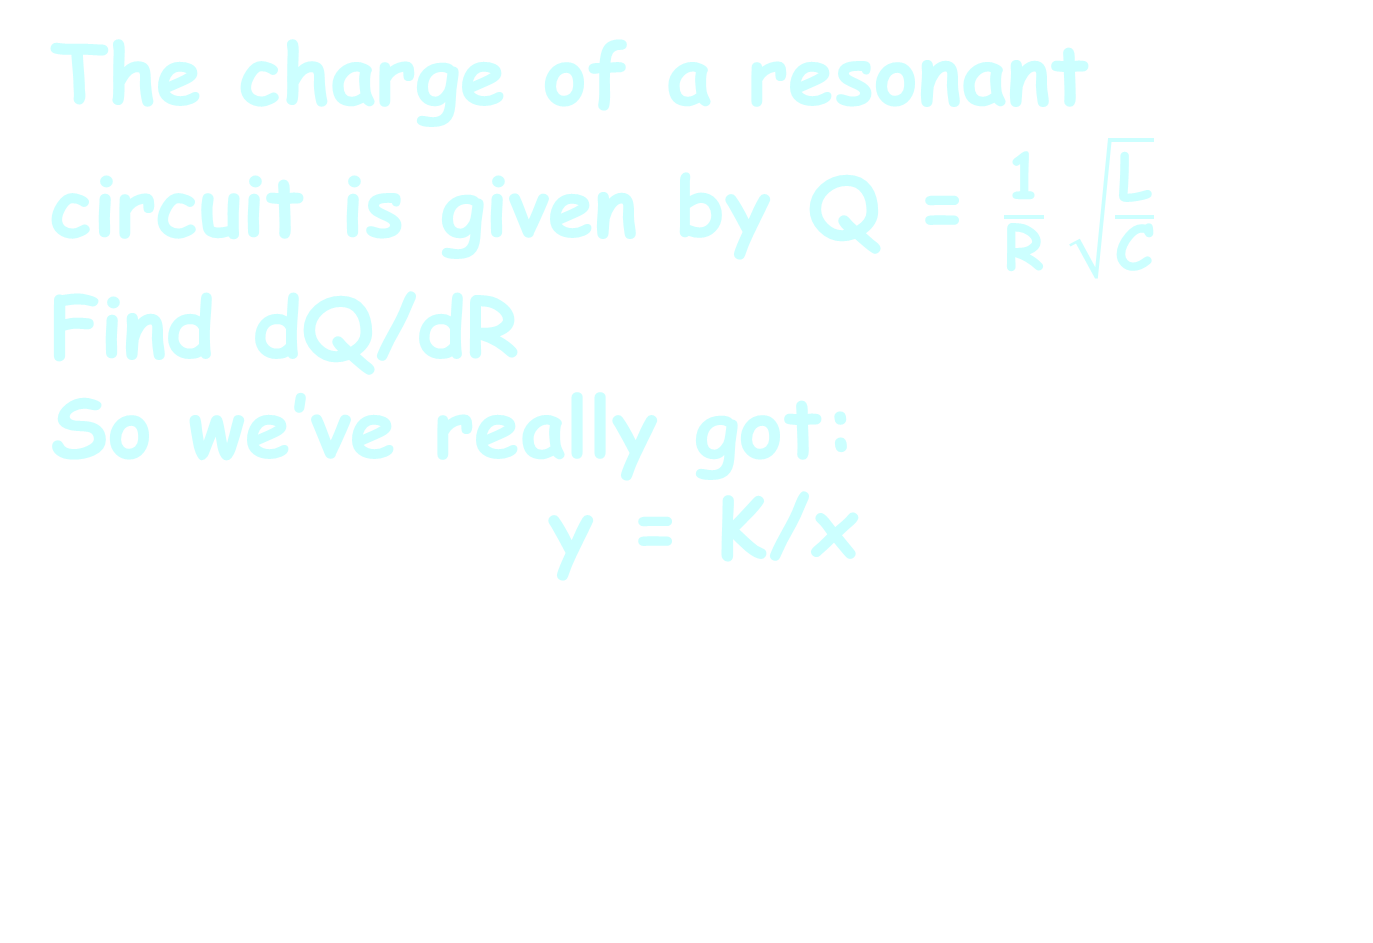 The charge of a resonant
circuit is given by Q = 1/R √(L/C)
Find dQ/dR
So we've really got:
y = K/x